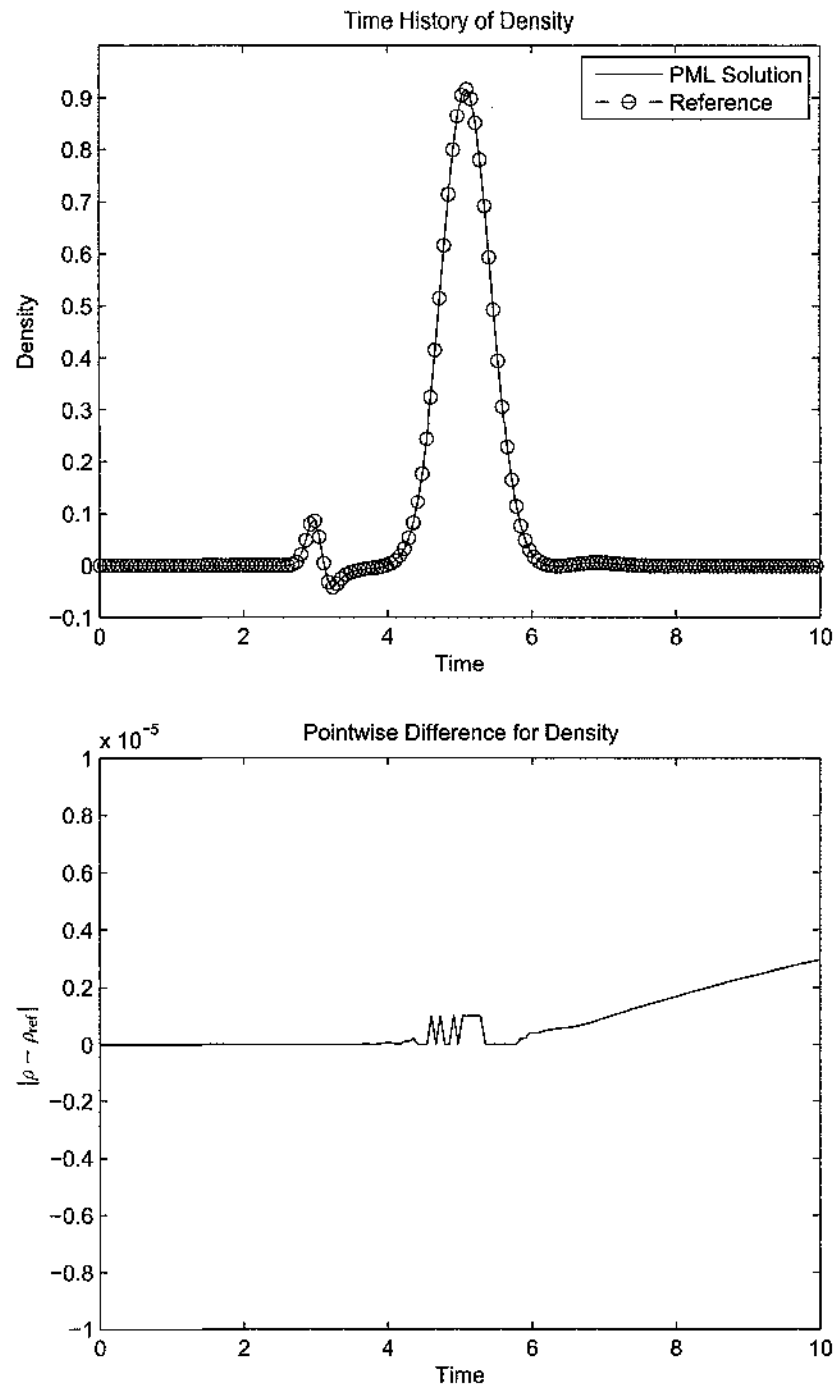 Time History of Density
PML Solution
Reference
0.9
0.8
0.7
0.6
0.5
0.4
0.3
0.2
0.1
0
−0.1
Density
0 2 4 6 8 10
Time
Pointwise Difference for Density
x 10⁻⁵
1
0.8
0.6
0.4
0.2
0
−0.2
−0.4
−0.6
−0.8
−1
|ρ − ρref|
0 2 4 6 8 10
Time